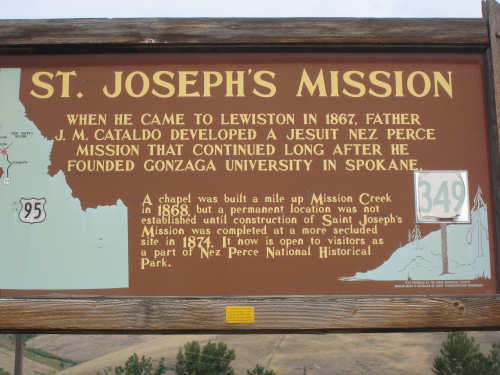 ST. JOSEPH'S MISSION
WHEN HE CAME TO LEWISTON IN 1867, FATHER
J. M. CATALDO DEVELOPED A JESUIT NEZ PERCE
MISSION THAT CONTINUED LONG AFTER HE
FOUNDED GONZAGA UNIVERSITY IN SPOKANE.
A chapel was built a mile up Mission Creek
in 1868, but a permanent location was not
established until construction of Saint Joseph's
Mission was completed at a more secluded
site in 1874. It now is open to visitors as
a part of Nez Perce National Historical
Park.
95
349